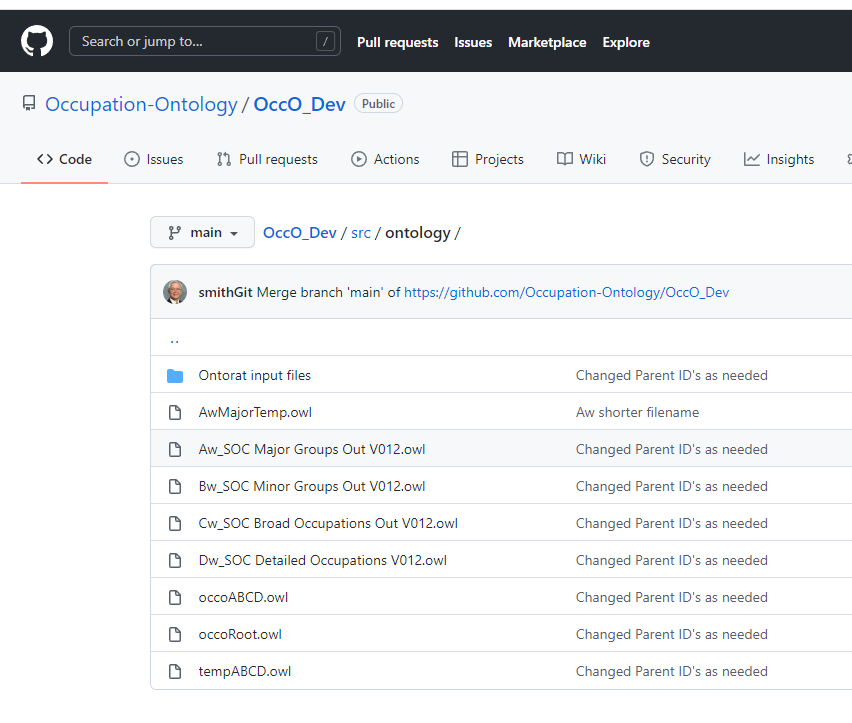 Search or jump to... /
Pull requests Issues Marketplace Explore
Occupation-Ontology / OccO_Dev Public
Code Issues Pull requests Actions Projects Wiki Security Insights
main OccO_Dev / src / ontology /
smithGit Merge branch 'main' of https://github.com/Occupation-Ontology/OccO_Dev
..
Ontorat input files Changed Parent ID's as needed
AwMajorTemp.owl Aw shorter filename
Aw_SOC Major Groups Out V012.owl Changed Parent ID's as needed
Bw_SOC Minor Groups Out V012.owl Changed Parent ID's as needed
Cw_SOC Broad Occupations Out V012.owl Changed Parent ID's as needed
Dw_SOC Detailed Occupations V012.owl Changed Parent ID's as needed
occoABCD.owl Changed Parent ID's as needed
occoRoot.owl Changed Parent ID's as needed
tempABCD.owl Changed Parent ID's as needed